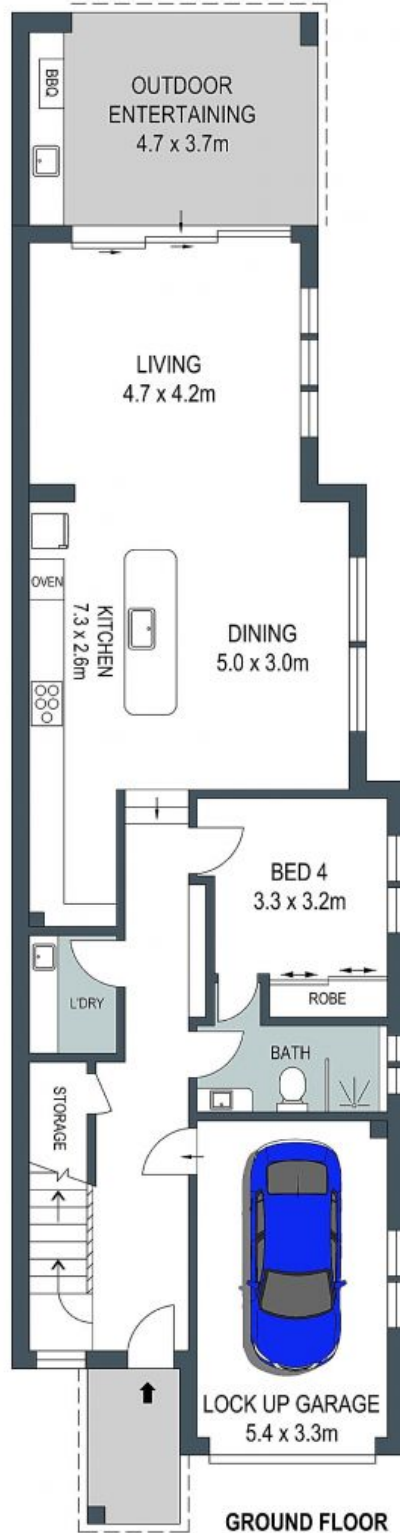 BBQ
OUTDOOR
ENTERTAINING
4.7 x 3.7m
LIVING
4.7 x 4.2m
OVEN
KITCHEN
7.3 x 2.6m
DINING
5.0 x 3.0m
BED 4
3.3 x 3.2m
ROBE
L'DRY
BATH
STORAGE
LOCK UP GARAGE
5.4 x 3.3m
GROUND FLOOR